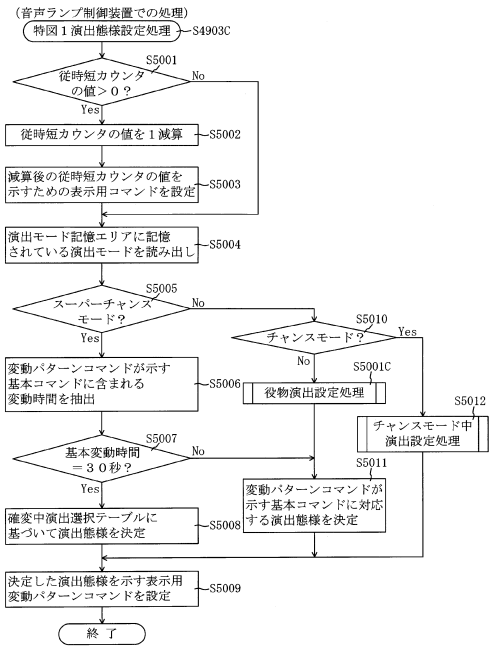 (音声ランプ制御装置での処理)
特図1演出態様設定処理
S4903C
S5001
従時短カウンタ
の値>0?
No
Yes
従時短カウンタの値を1減算
S5002
減算後の従時短カウンタの値を
示すための表示用コマンドを設定
S5003
演出モード記憶エリアに記憶
されている演出モードを読み出し
S5004
S5005
スーパーチャンス
モード?
No
Yes
S5010
チャンスモード?
Yes
No
変動パターンコマンドが示す
基本コマンドに含まれる
変動時間を抽出
S5006
S5001C
役物演出設定処理
S5012
チャンスモード中
演出設定処理
S5007
基本変動時間
=30秒?
No
Yes
S5011
変動パターンコマンドが
示す基本コマンドに対応
する演出態様を決定
確変中演出選択テーブルに
基づいて演出態様を決定
S5008
決定した演出態様を示す表示用
変動パターンコマンドを設定
S5009
終了